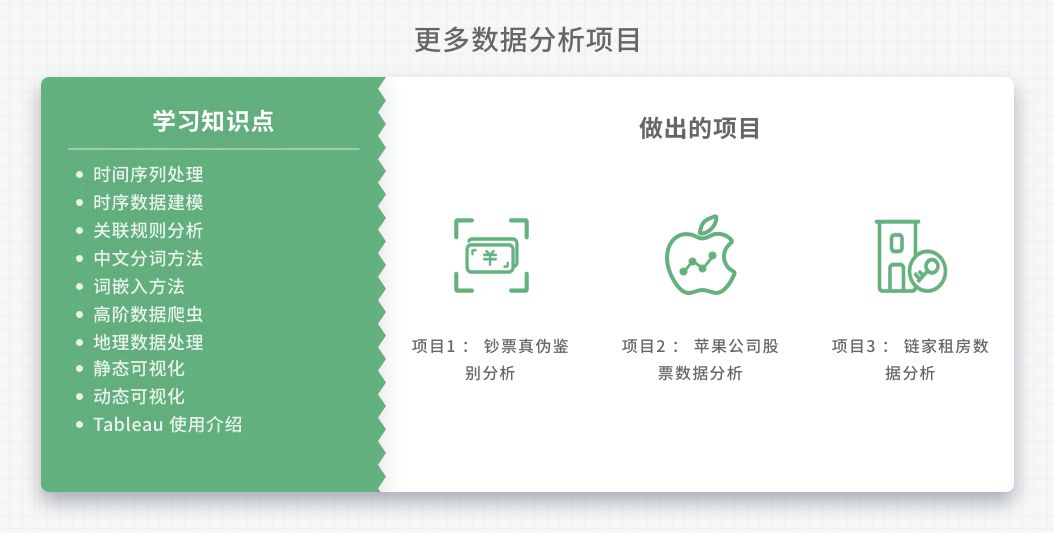 更多数据分析项目
学习知识点
时间序列处理
时序数据建模
关联规则分析
中文分词方法
词嵌入方法
高阶数据爬虫
地理数据处理
静态可视化
动态可视化
Tableau 使用介绍
做出的项目
¥
项目1 ： 钞票真伪鉴
别分析
项目2 ： 苹果公司股
票数据分析
项目3 ： 链家租房数
据分析